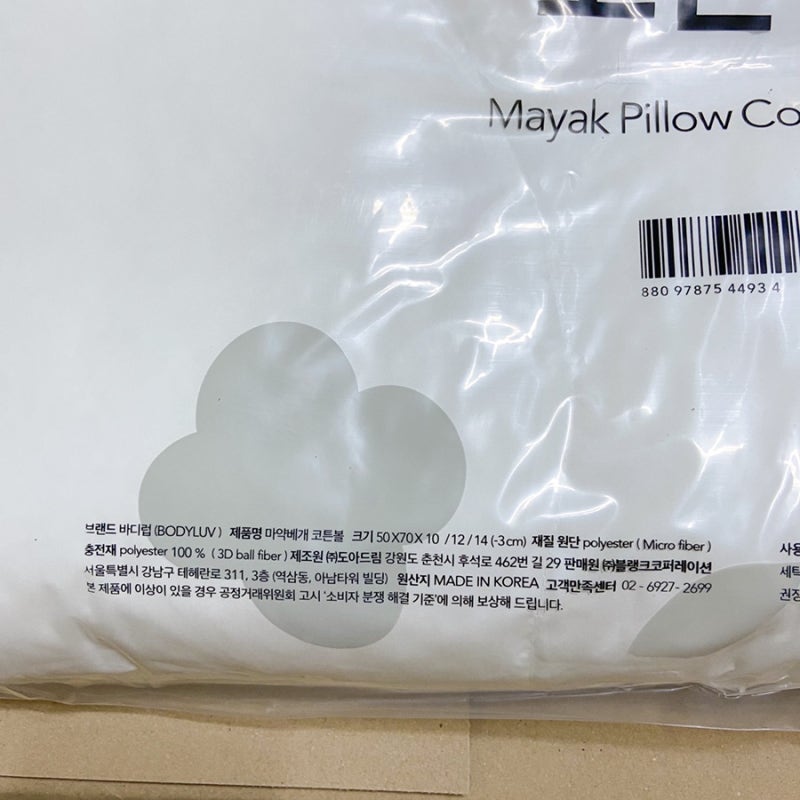 Mayak Pillow Co
880 97875 4493 4
브랜드 바디럽 (BODYLUV) 제품명 마약베개 코튼볼 크기 50X70X 10 /12 / 14 (-3cm) 재질 원단 polyester ( Micro fiber )
충전재 polyester 100 % ( 3D ball fiber ) 제조원 ㈜도아드림 강원도 춘천시 후석로 462번 길 29 판매원 ㈜블랭크코퍼레이션
서울특별시 강남구 테헤란로 311, 3층 (역삼동, 아남타워 빌딩) 원산지 MADE IN KOREA 고객만족센터 02 - 6927- 2699
본 제품에 이상이 있을 경우 공정거래위원회 고시 '소비자 분쟁 해결 기준'에 의해 보상해 드립니다.
사용
세탁
권장